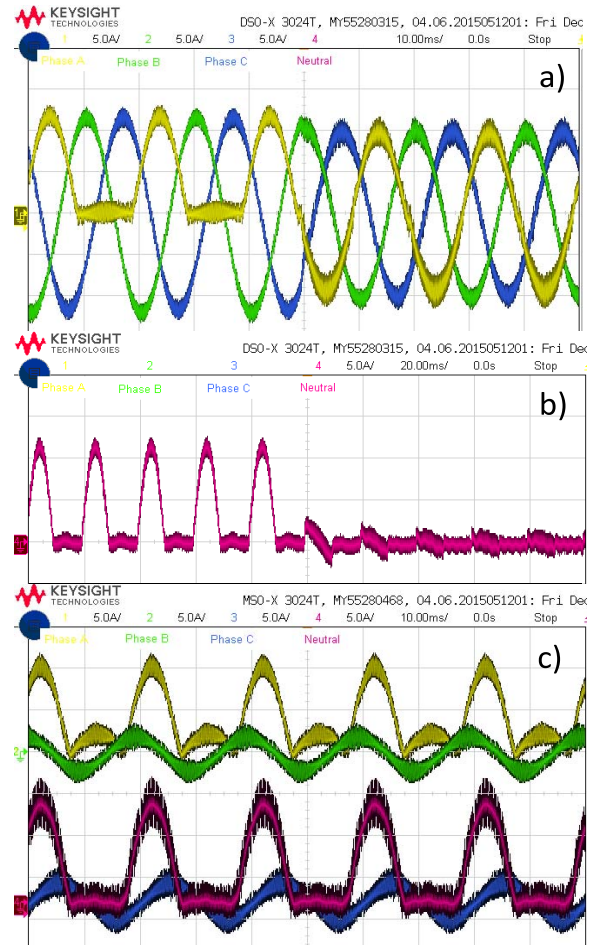 KEYSIGHT
TECHNOLOGIES
DSO-X 3024T, MY55280315, 04.06.2015051201: Fri Dec
1 5.0A/ 2 5.0A/ 3 5.0A/ 4 10.00ms/ 0.0s Stop
Phase A Phase B Phase C Neutral
a)
KEYSIGHT
TECHNOLOGIES
DSO-X 3024T, MY55280315, 04.06.2015051201: Fri Dec
1 2 3 4 5.0A/ 20.00ms/ 0.0s Stop
Phase A Phase B Phase C Neutral
b)
KEYSIGHT
TECHNOLOGIES
MSO-X 3024T, MY55280468, 04.06.2015051201: Fri Dec
1 5.0A/ 2 5.0A/ 3 5.0A/ 4 5.0A/ 10.00ms/ 0.0s Stop
Phase A Phase B Phase C Neutral
c)